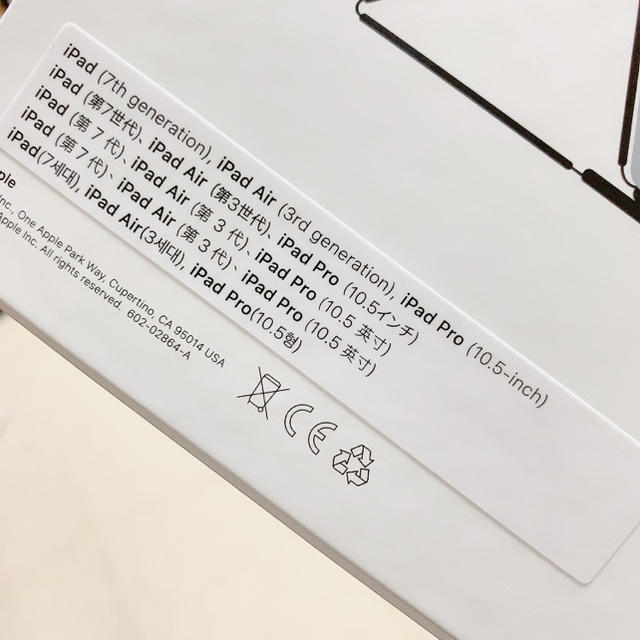 iPad (7th generation), iPad Air (3rd generation), iPad Pro (10.5-inch)
iPad (第7世代), iPad Air (第3世代), iPad Pro (10.5インチ)
iPad (第 7 代)、iPad Air (第 3 代)、iPad Pro (10.5 英寸)
iPad (第 7 代)、iPad Air (第 3 代)、iPad Pro (10.5 英寸)
iPad(7세대), iPad Air(3세대), iPad Pro(10.5형)
Inc. One Apple Park Way, Cupertino, CA 95014 USA
Apple Inc. All rights reserved. 602-02864-A
CE